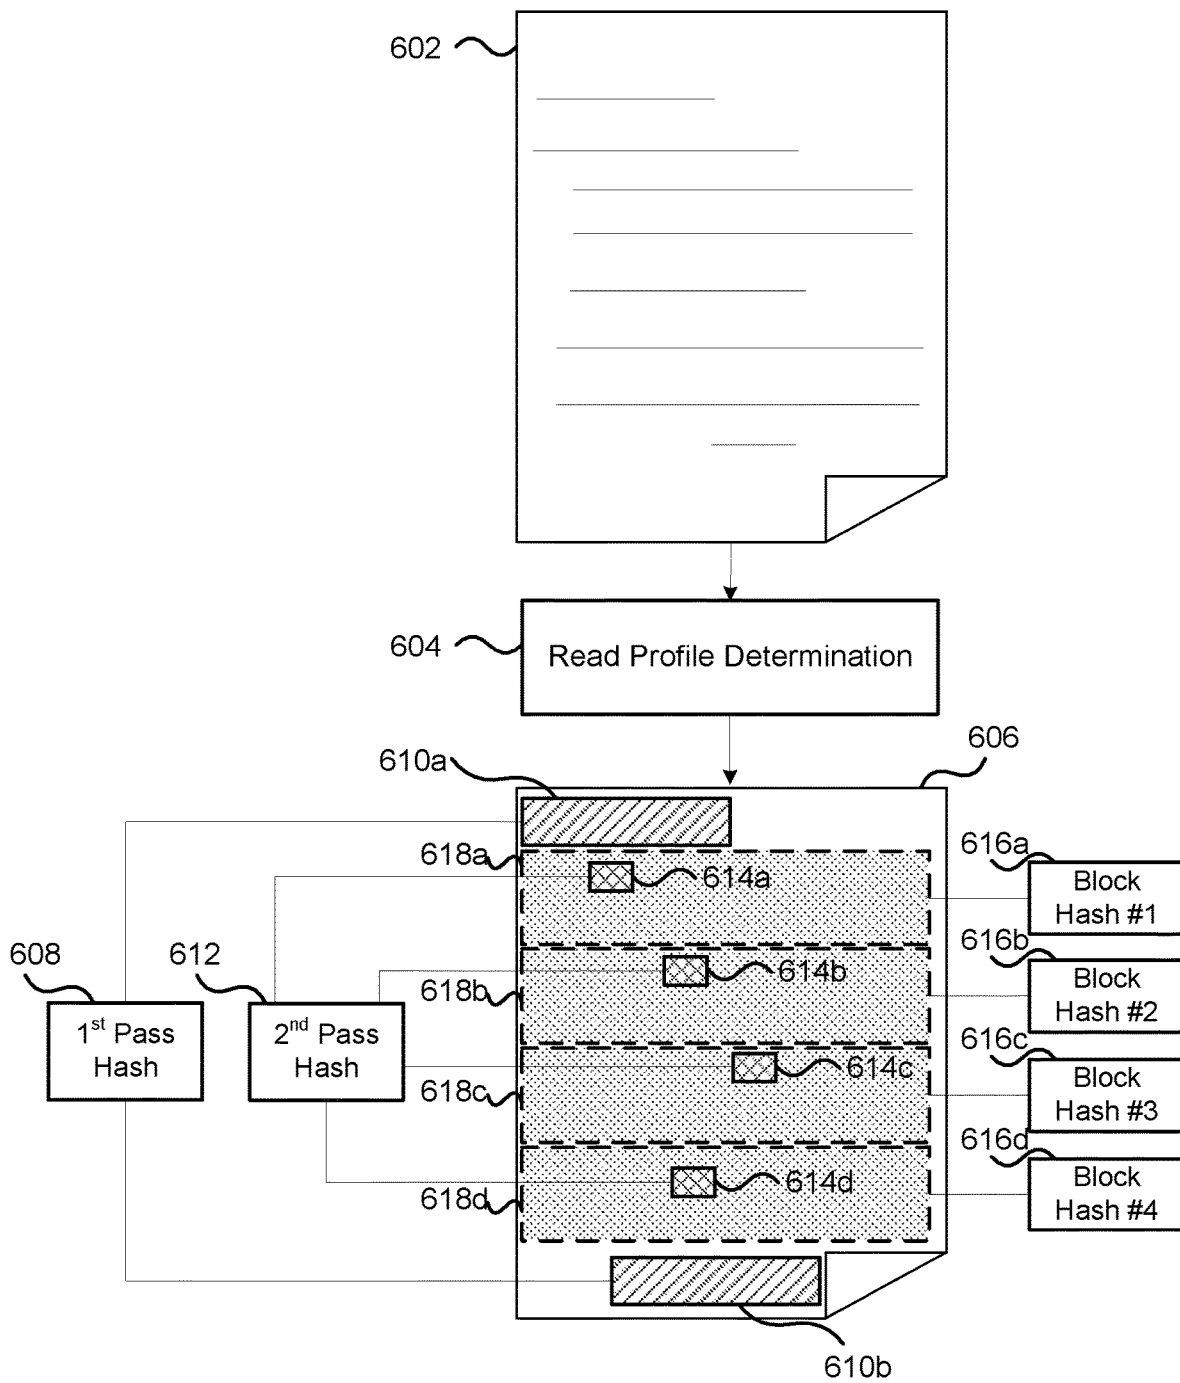 602
604
Read Profile Determination
606
610a
618a
614a
616a
Block
Hash #1
608
612
618b
614b
616b
Block
Hash #2
1st Pass
Hash
2nd Pass
Hash
618c
614c
616c
Block
Hash #3
618d
614d
616d
Block
Hash #4
610b